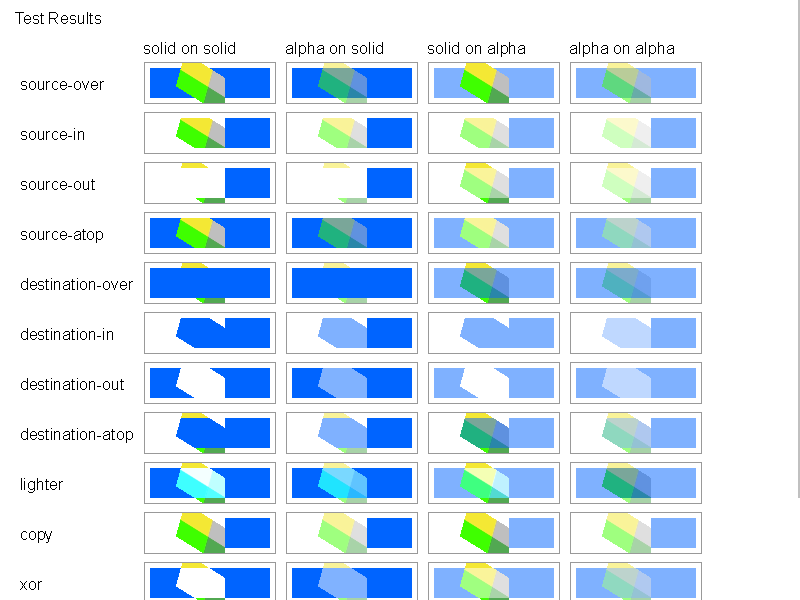 Test Results
solid on solid alpha on solid solid on alpha alpha on alpha
source-over
source-in
source-out
source-atop
destination-over
destination-in
destination-out
destination-atop
lighter
copy
xor